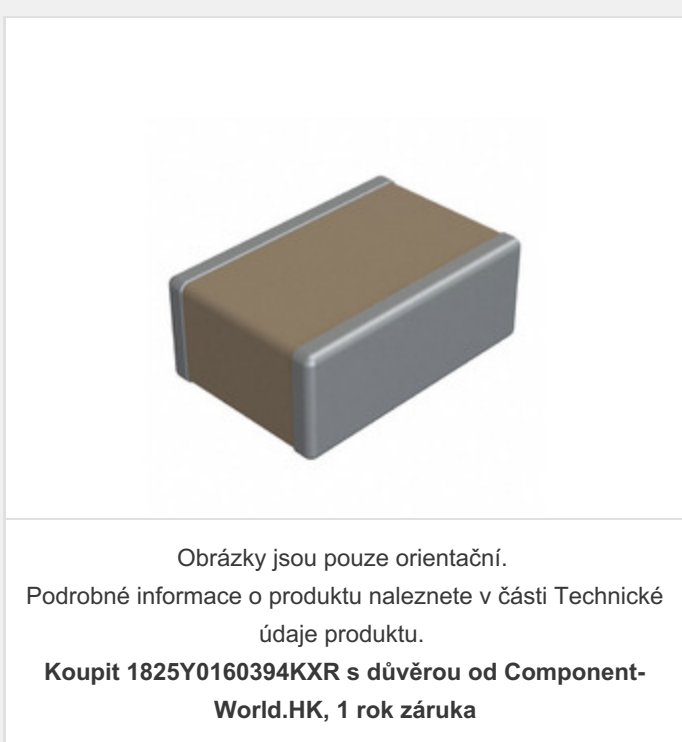 Obrázky jsou pouze orientační.
Podrobné informace o produktu naleznete v části Technické
údaje produktu.
Koupit 1825Y0160394KXR s důvěrou od Component-
World.HK, 1 rok záruka